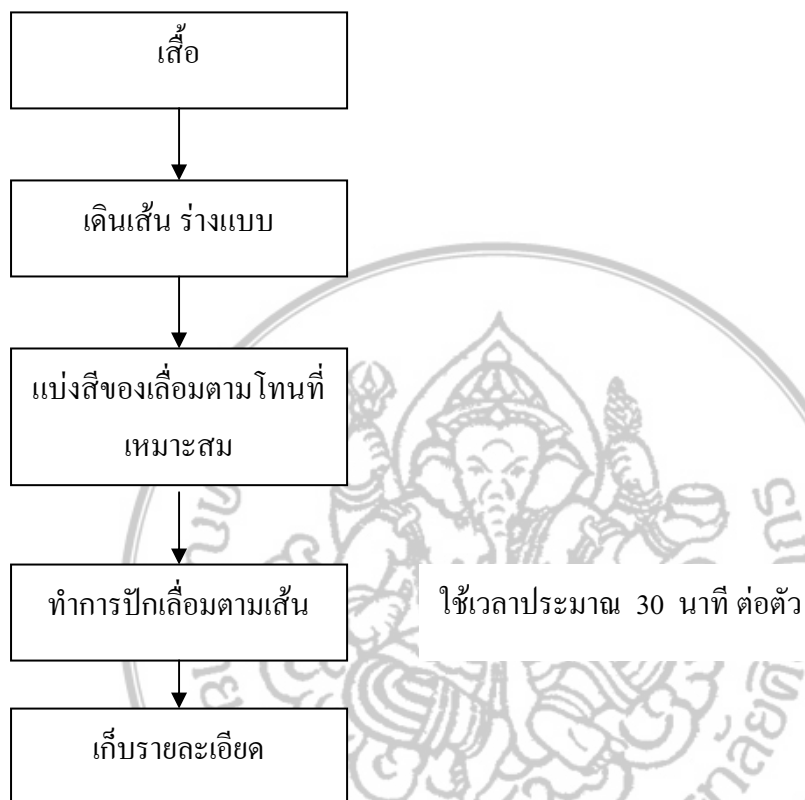 เสื้อ
เดินเส้น ร่างแบบ
แบ่งสีของเลื่อมตามโทนที่
เหมาะสม
ทำการปักเลื่อมตามเส้น
ใช้เวลาประมาณ 30 นาที ต่อตัว
เก็บรายละเอียด